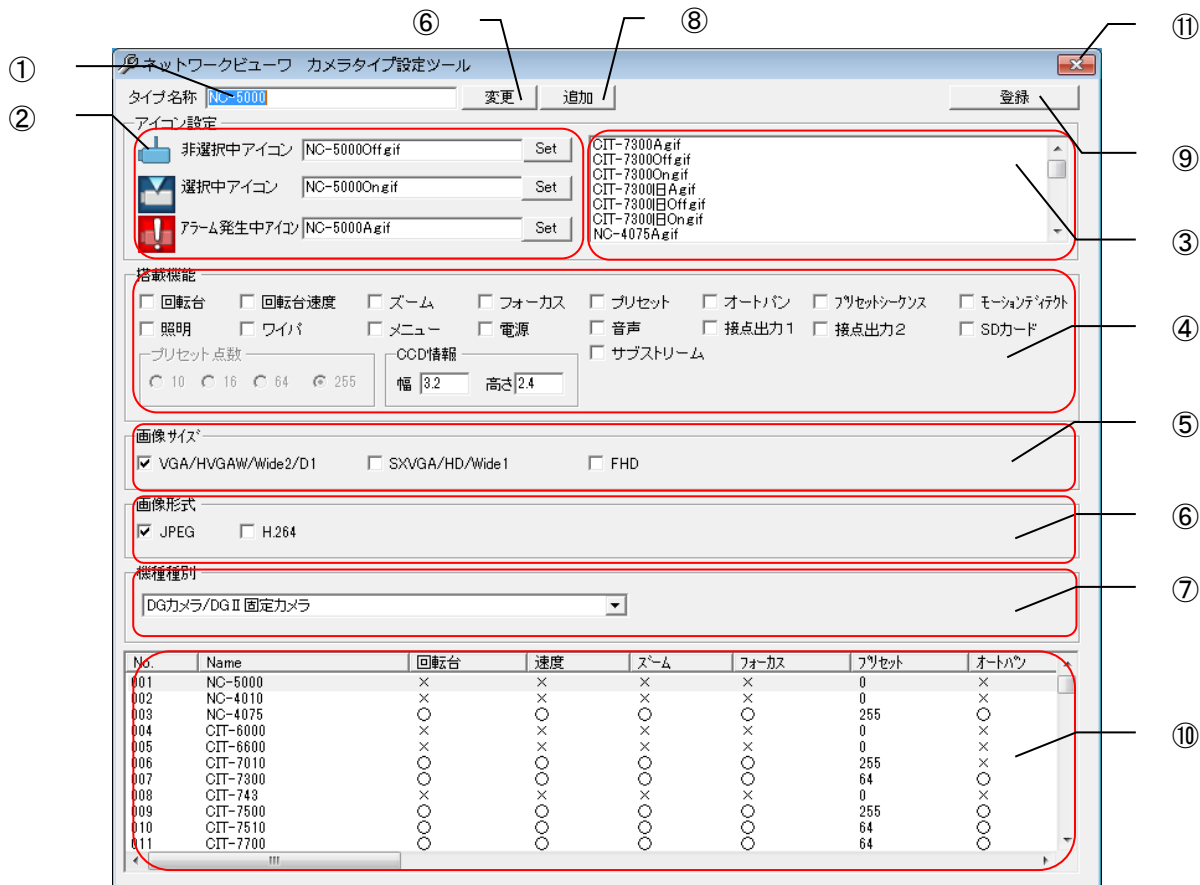 ⑥ ⑧ ⑪
① ネットワークビューワ カメラタイプ設定ツール
タイプ名称 NC-5000 変更 追加 登録
② アイコン設定
非選択中アイコン NC-5000Off.gif Set
選択中アイコン NC-5000On.gif Set
アラーム発生中アイコン NC-5000A.gif Set
CIT-7300A.gif
CIT-7300Off.gif
CIT-7300On.gif
CIT-7300旧A.gif
CIT-7300旧Off.gif
CIT-7300旧On.gif
NC-4075A.gif
⑨
③
搭載機能
回転台 回転台速度 ズーム フォーカス プリセット オートパン プリセットシーケンス モーションディテクト
照明 ワイパ メニュー 電源 音声 接点出力1 接点出力2 SDカード
④
プリセット点数 CCD情報 サブストリーム
10 16 64 255 幅 3.2 高さ 2.4
画像サイズ ⑤
VGA/HVGAW/Wide2/D1 SXVGA/HD/Wide1 FHD
画像形式 ⑥
JPEG H.264
機種種別 ⑦
DGカメラ/DGⅡ固定カメラ
No. Name 回転台 速度 ズーム フォーカス プリセット オートパン
001 NC-5000 × × × × 0 ×
002 NC-4010 × × × × 0 ×
003 NC-4075 ○ ○ ○ ○ 255 ○
004 CIT-6000 × × × × 0 ×
005 CIT-6600 × × × × 0 ×
006 CIT-7010 ○ ○ ○ ○ 255 ×
007 CIT-7300 ○ ○ ○ ○ 64 ○
008 CIT-743 × × × × 0 ×
009 CIT-7500 ○ ○ ○ ○ 255 ○
010 CIT-7510 ○ ○ ○ ○ 64 ○
011 CIT-7700 ○ ○ ○ ○ 64 ○
⑩